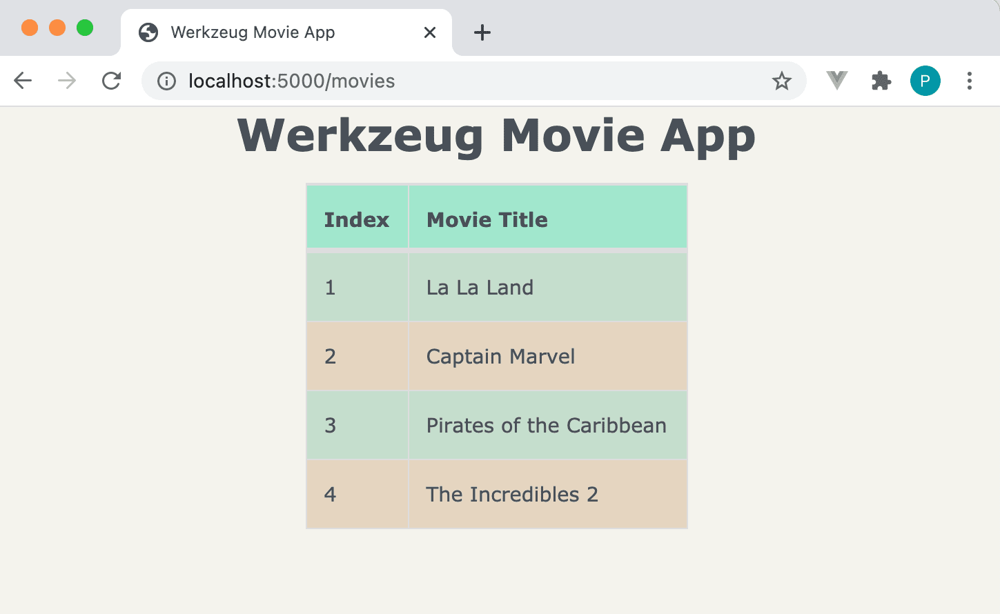 Werkzeug Movie App
localhost:5000/movies
P
Werkzeug Movie App
Index Movie Title
1 La La Land
2 Captain Marvel
3 Pirates of the Caribbean
4 The Incredibles 2